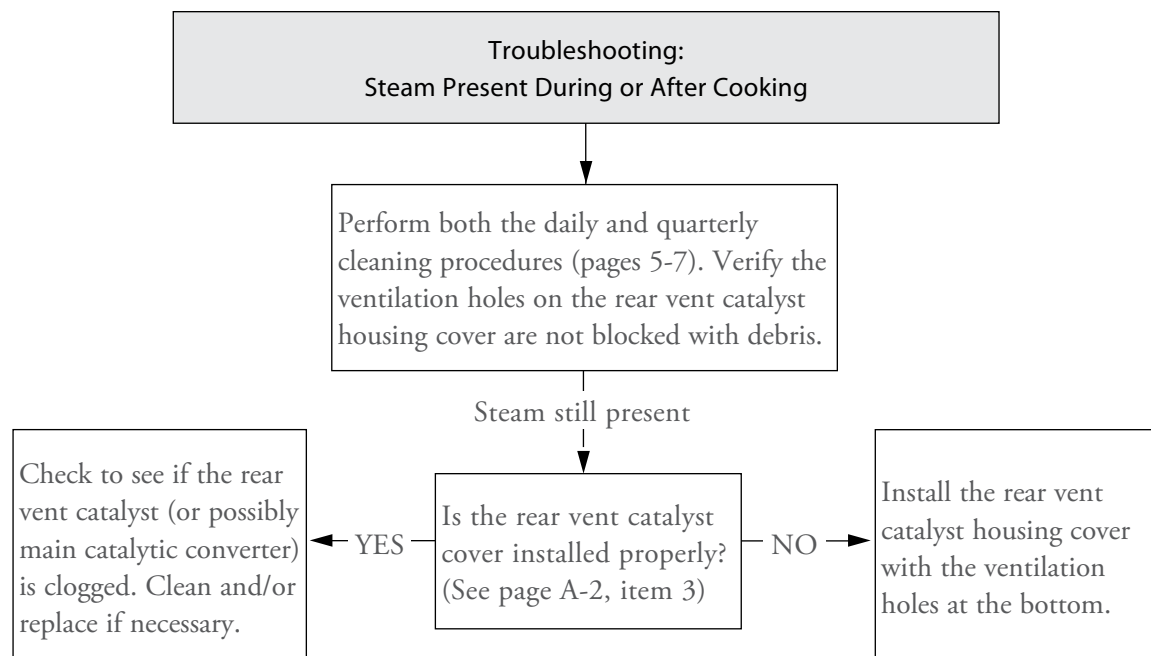 Troubleshooting:
Steam Present During or After Cooking
Perform both the daily and quarterly
cleaning procedures (pages 5-7). Verify the
ventilation holes on the rear vent catalyst
housing cover are not blocked with debris.
Steam still present
Check to see if the rear
vent catalyst (or possibly
main catalytic converter)
is clogged. Clean and/or
replace if necessary.
YES
Is the rear vent catalyst
cover installed properly?
(See page A-2, item 3)
NO
Install the rear vent
catalyst housing cover
with the ventilation
holes at the bottom.